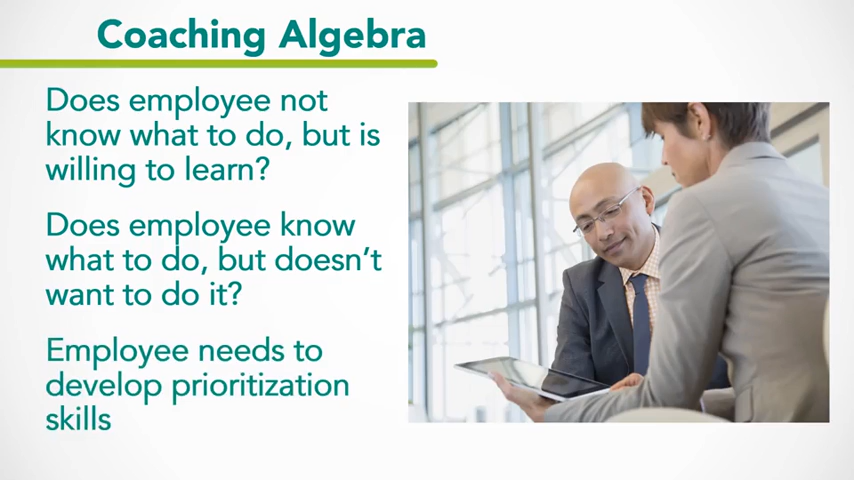 Coaching Algebra
Does employee not
know what to do, but is
willing to learn?
Does employee know
what to do, but doesn’t
want to do it?
Employee needs to
develop prioritization
skills